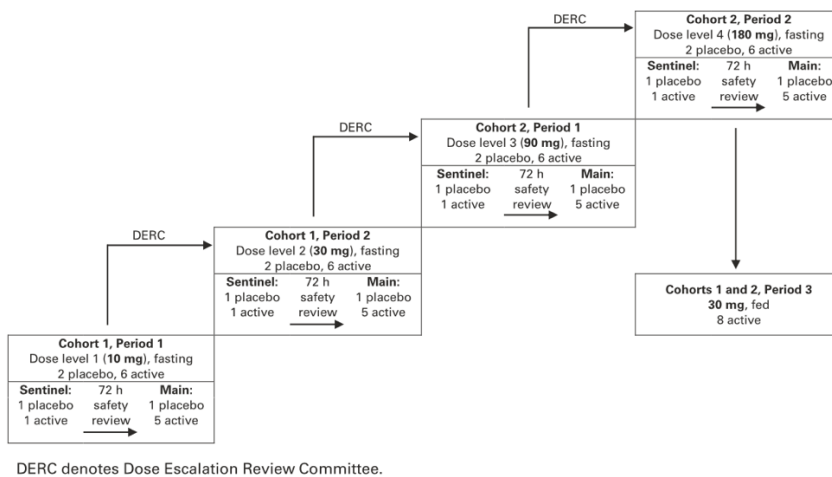 DERC
Cohort 2, Period 2
Dose level 4 (180 mg), fasting
2 placebo, 6 active
Sentinel: 72 h Main:
1 placebo safety 1 placebo
1 active review 5 active
DERC
Cohort 2, Period 1
Dose level 3 (90 mg), fasting
2 placebo, 6 active
Sentinel: 72 h Main:
1 placebo safety 1 placebo
1 active review 5 active
DERC
Cohort 1, Period 2
Dose level 2 (30 mg), fasting
2 placebo, 6 active
Sentinel: 72 h Main:
1 placebo safety 1 placebo
1 active review 5 active
Cohorts 1 and 2, Period 3
30 mg, fed
8 active
Cohort 1, Period 1
Dose level 1 (10 mg), fasting
2 placebo, 6 active
Sentinel: 72 h Main:
1 placebo safety 1 placebo
1 active review 5 active
DERC denotes Dose Escalation Review Committee.